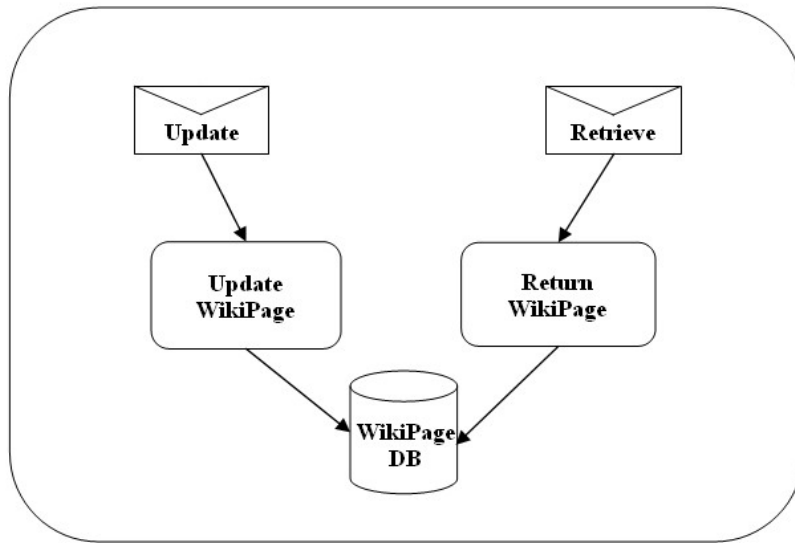 Update
Retrieve
Update
WikiPage
Return
WikiPage
WikiPage
DB